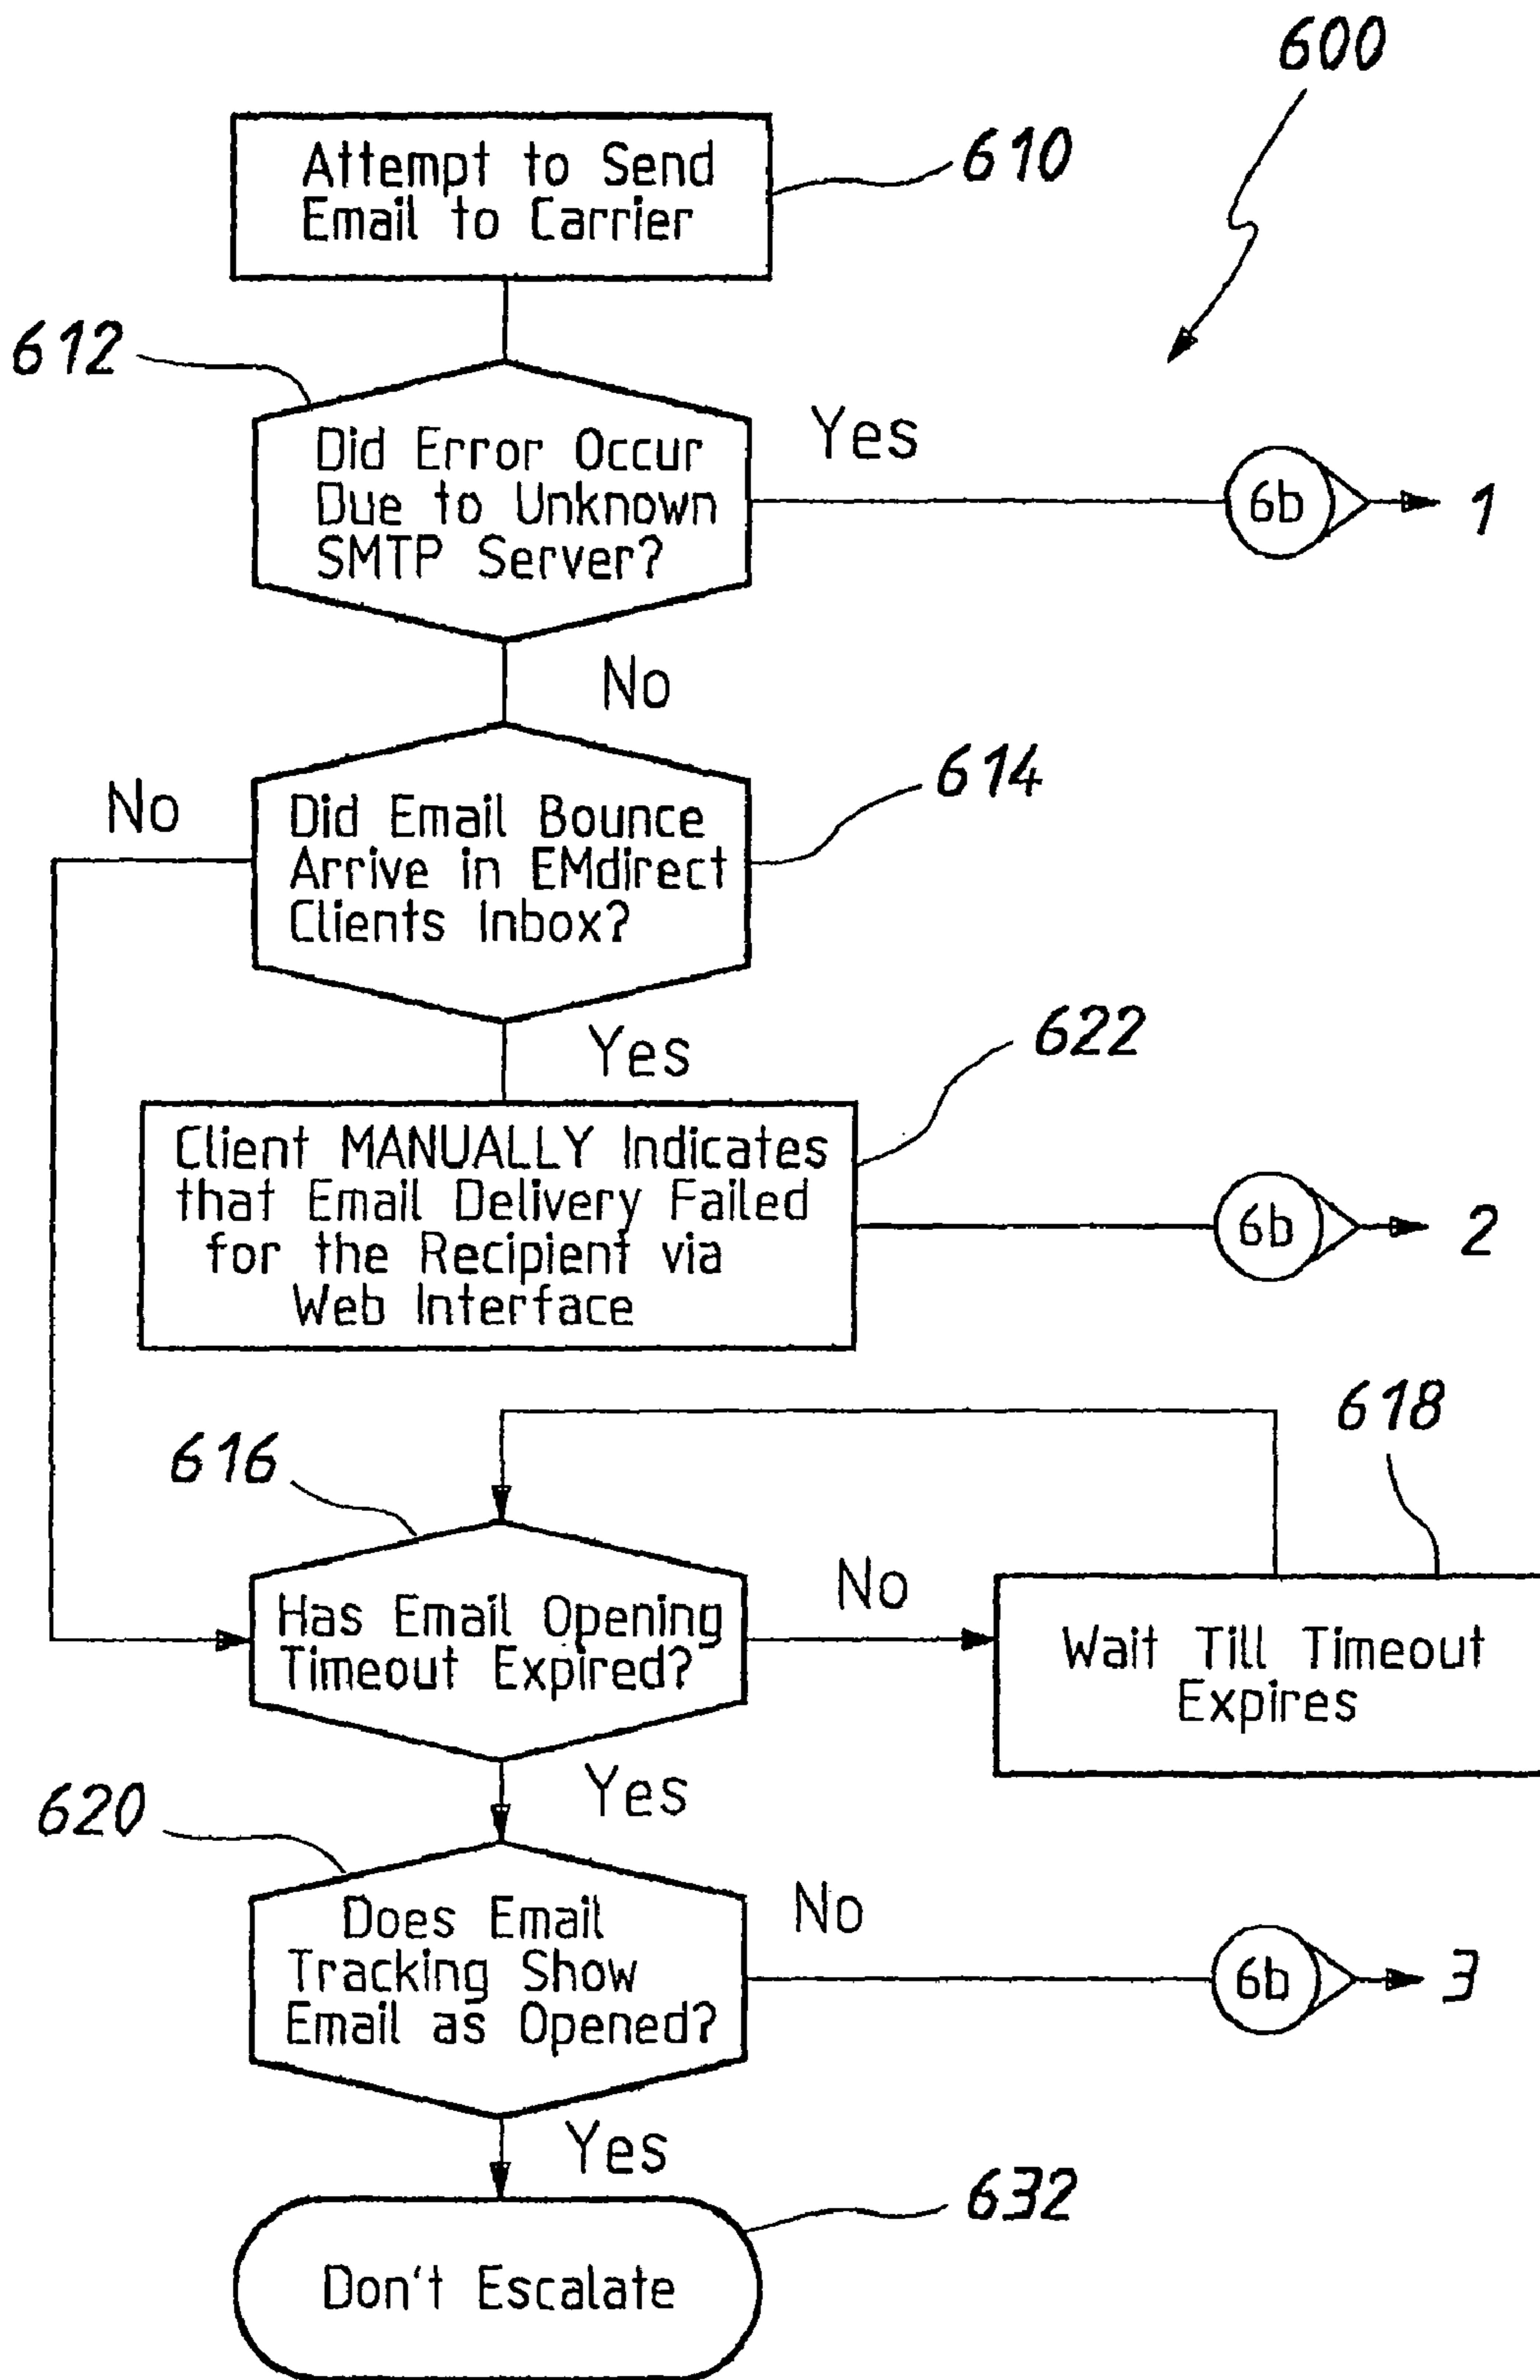 600
Attempt to Send
Email to Carrier
610
612
Did Error Occur
Due to Unknown
SMTP Server?
Yes
6b
1
No
614
No
Did Email Bounce
Arrive in EMdirect
Clients Inbox?
Yes
622
Client MANUALLY Indicates
that Email Delivery Failed
for the Recipient via
Web Interface
6b
2
618
616
Has Email Opening
Timeout Expired?
No
Wait Till Timeout
Expires
Yes
620
Does Email
Tracking Show
Email as Opened?
No
6b
3
Yes
632
Don't Escalate